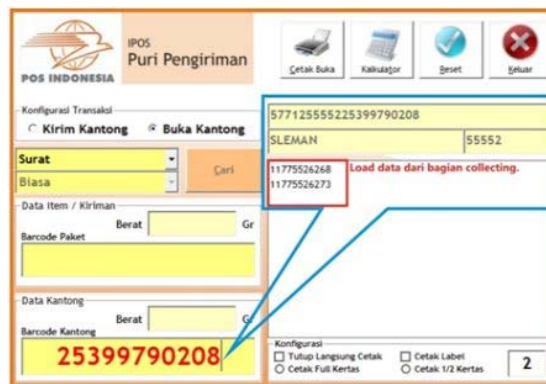 POS INDONESIA
IPOS
Puri Pengiriman
Cetak Buka
Kalkulator
Reset
Keluar
Konfigurasi Transaksi
Kirim Kantong
Buka Kantong
Surat
Biasa
Cari
Data Item / Kiriman
Berat
Gr
Barcode Paket
Data Kantong
Berat
Gr
Barcode Kantong
25399790208
577125555225399790208
SLEMAN
55552
11775526268
11775526273
Load data dari bagian collecting.
Konfigurasi
Tutup Langsung Cetak
Cetak Label
Cetak Full Kertas
Cetak 1/2 Kertas
2